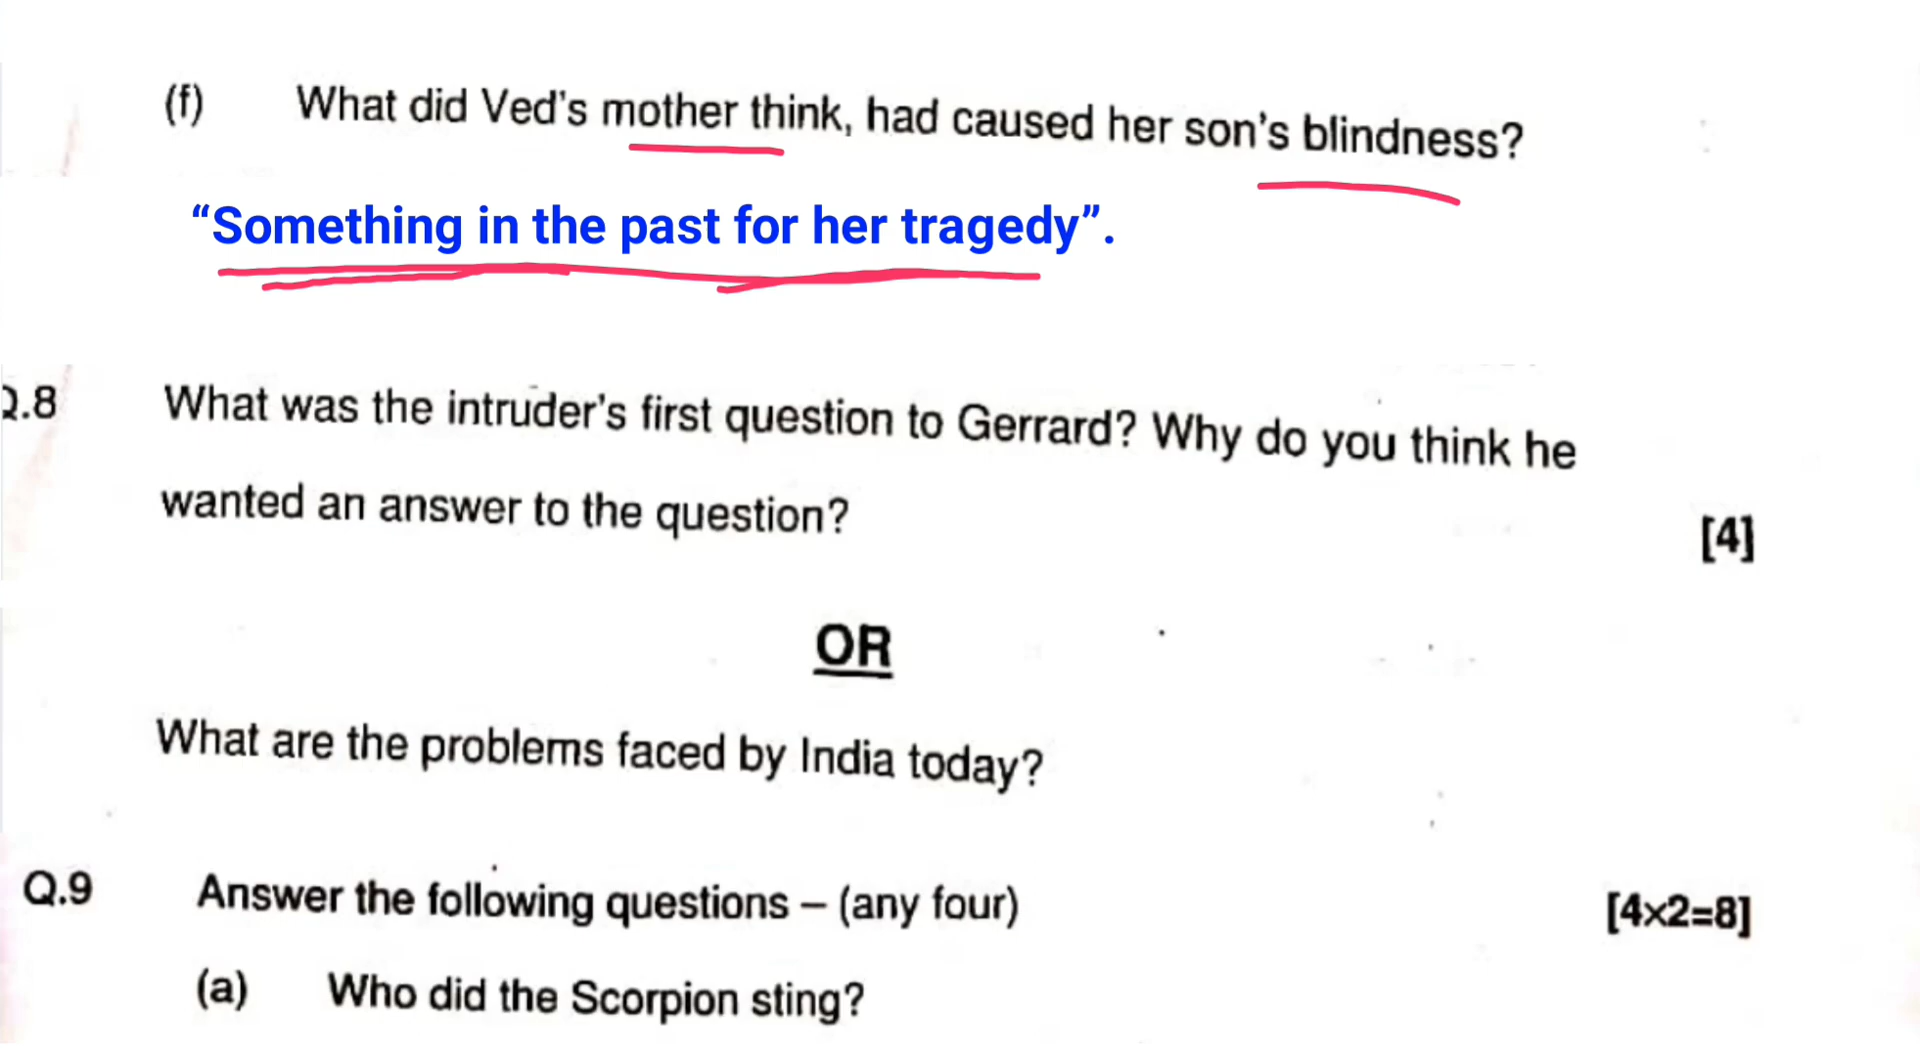 (f) What did Ved's mother think, had caused her son's blindness?
“Something in the past for her tragedy”.
Q.8 What was the intruder's first question to Gerrard? Why do you think he
wanted an answer to the question?
[4]
OR
What are the problems faced by India today?
Q.9 Answer the following questions – (any four) [4×2=8]
(a) Who did the Scorpion sting?